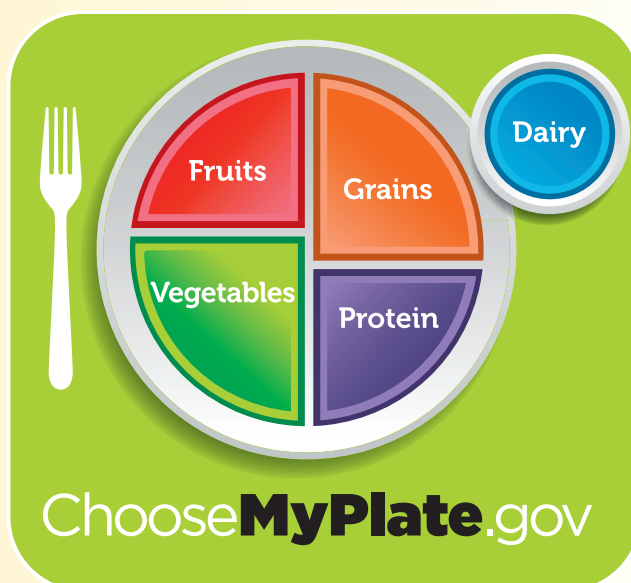 Dairy
Fruits
Grains
Vegetables
Protein
ChooseMyPlate.gov